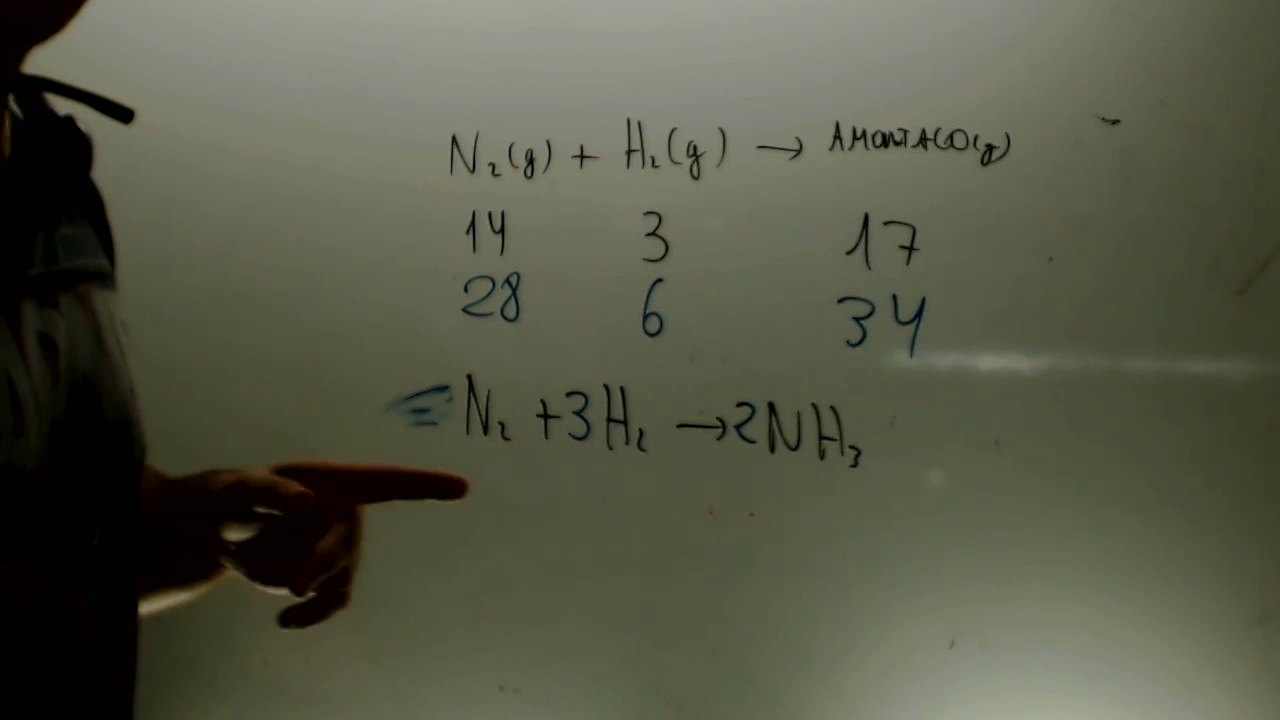 N₂(g) + H₂(g) → AMONIACO(g)
14 3 17
28 6 34
N₂ + 3H₂ → 2NH₃